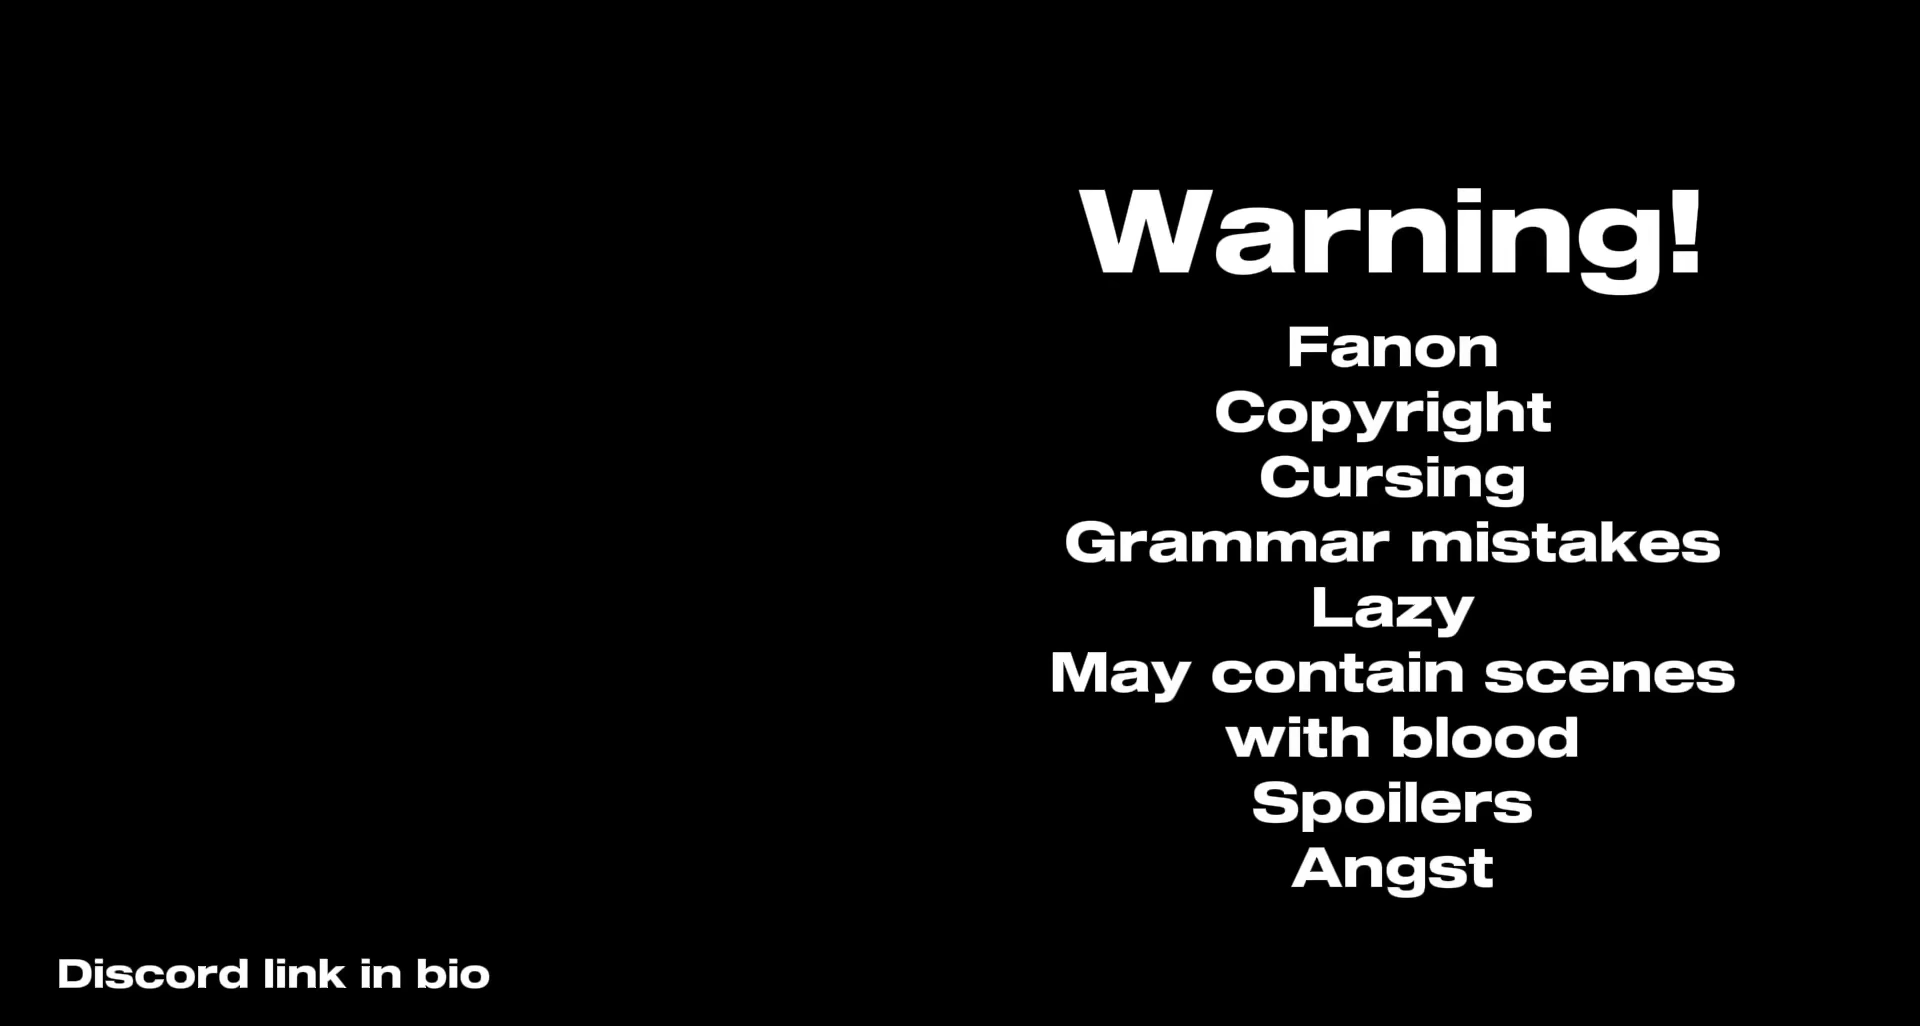 Warning!
Fanon
Copyright
Cursing
Grammar mistakes
Lazy
May contain scenes
with blood
Spoilers
Angst
Discord link in bio